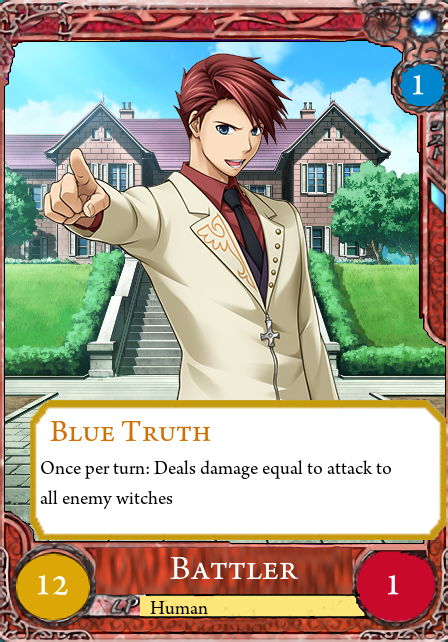 1
Blue Truth
Once per turn: Deals damage equal to attack to
all enemy witches
Battler
12
1
LP
Human